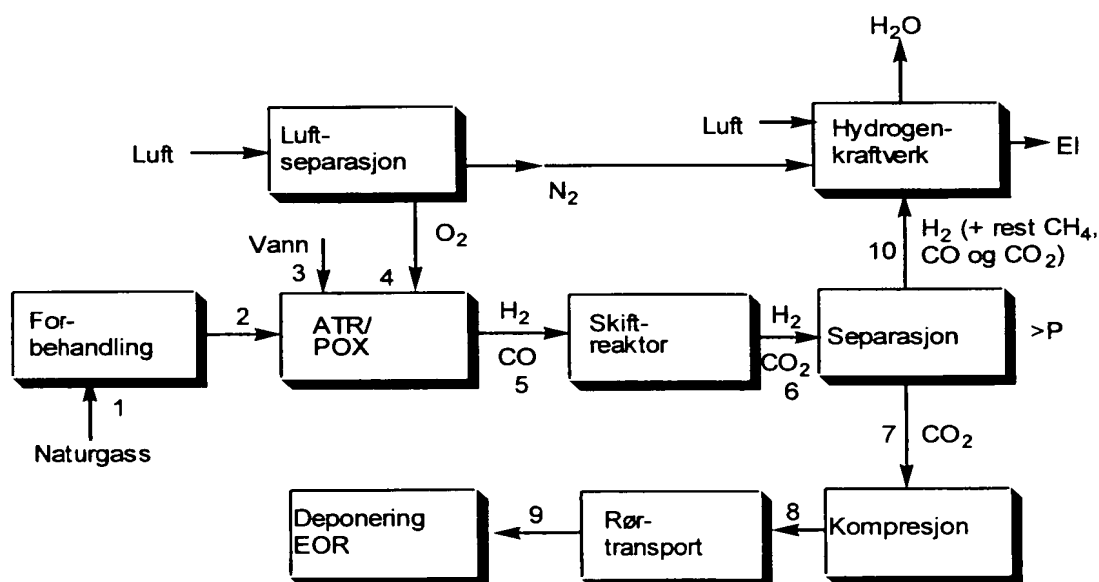 H2O
Luft
Hydrogen-
kraftverk
El
Luft
Luft-
separasjon
N2
O2
Vann
3
4
H2 (+ rest CH4,
CO og CO2)
10
For-
behandling
2
ATR/
POX
H2
CO
5
Skift-
reaktor
H2
CO2
6
Separasjon
>P
1
Naturgass
7
CO2
Deponering
EOR
9
Rør-
transport
8
Kompresjon